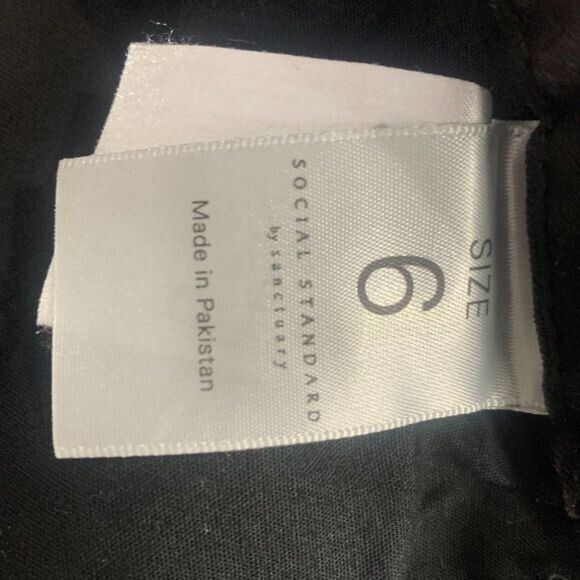 SIZE
6
SOCIAL STANDARD
by sanctuary
Made in Pakistan